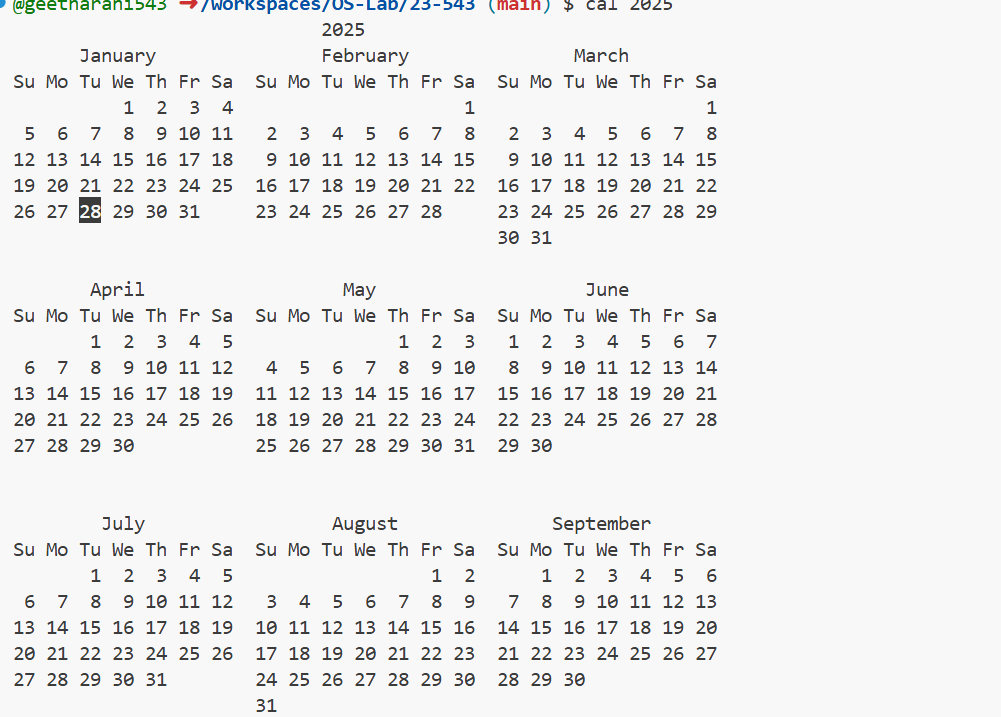 @geetharani543 ➜/workspaces/OS-Lab/23-543 (main) $ cal 2025
                            2025
      January               February               March
Su Mo Tu We Th Fr Sa  Su Mo Tu We Th Fr Sa  Su Mo Tu We Th Fr Sa
          1  2  3  4                     1                     1
 5  6  7  8  9 10 11   2  3  4  5  6  7  8   2  3  4  5  6  7  8
12 13 14 15 16 17 18   9 10 11 12 13 14 15   9 10 11 12 13 14 15
19 20 21 22 23 24 25  16 17 18 19 20 21 22  16 17 18 19 20 21 22
26 27 28 29 30 31     23 24 25 26 27 28     23 24 25 26 27 28 29
                                            30 31
       April                  May                   June
Su Mo Tu We Th Fr Sa  Su Mo Tu We Th Fr Sa  Su Mo Tu We Th Fr Sa
       1  2  3  4  5               1  2  3   1  2  3  4  5  6  7
 6  7  8  9 10 11 12   4  5  6  7  8  9 10   8  9 10 11 12 13 14
13 14 15 16 17 18 19  11 12 13 14 15 16 17  15 16 17 18 19 20 21
20 21 22 23 24 25 26  18 19 20 21 22 23 24  22 23 24 25 26 27 28
27 28 29 30           25 26 27 28 29 30 31  29 30
        July                 August              September
Su Mo Tu We Th Fr Sa  Su Mo Tu We Th Fr Sa  Su Mo Tu We Th Fr Sa
       1  2  3  4  5                  1  2      1  2  3  4  5  6
 6  7  8  9 10 11 12   3  4  5  6  7  8  9   7  8  9 10 11 12 13
13 14 15 16 17 18 19  10 11 12 13 14 15 16  14 15 16 17 18 19 20
20 21 22 23 24 25 26  17 18 19 20 21 22 23  21 22 23 24 25 26 27
27 28 29 30 31        24 25 26 27 28 29 30  28 29 30
                      31